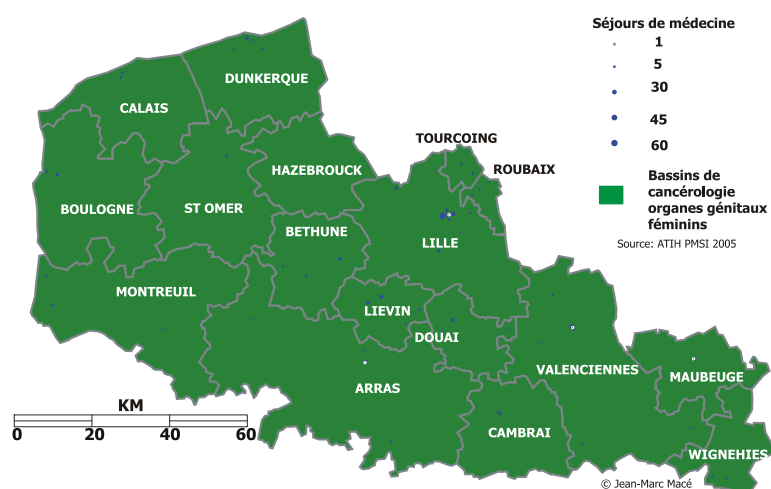 Séjours de médecine
1
5
30
45
60
Bassins de
cancérologie
organes génitaux
féminins
Source: ATIH PMSI 2005
DUNKERQUE
CALAIS
TOURCOING
ROUBAIX
HAZEBROUCK
BOULOGNE
ST OMER
BETHUNE
LILLE
MONTREUIL
LIEVIN
DOUAI
VALENCIENNES
MAUBEUGE
ARRAS
CAMBRAI
WIGNEHIES
KM
0 20 40 60
© Jean-Marc Macé